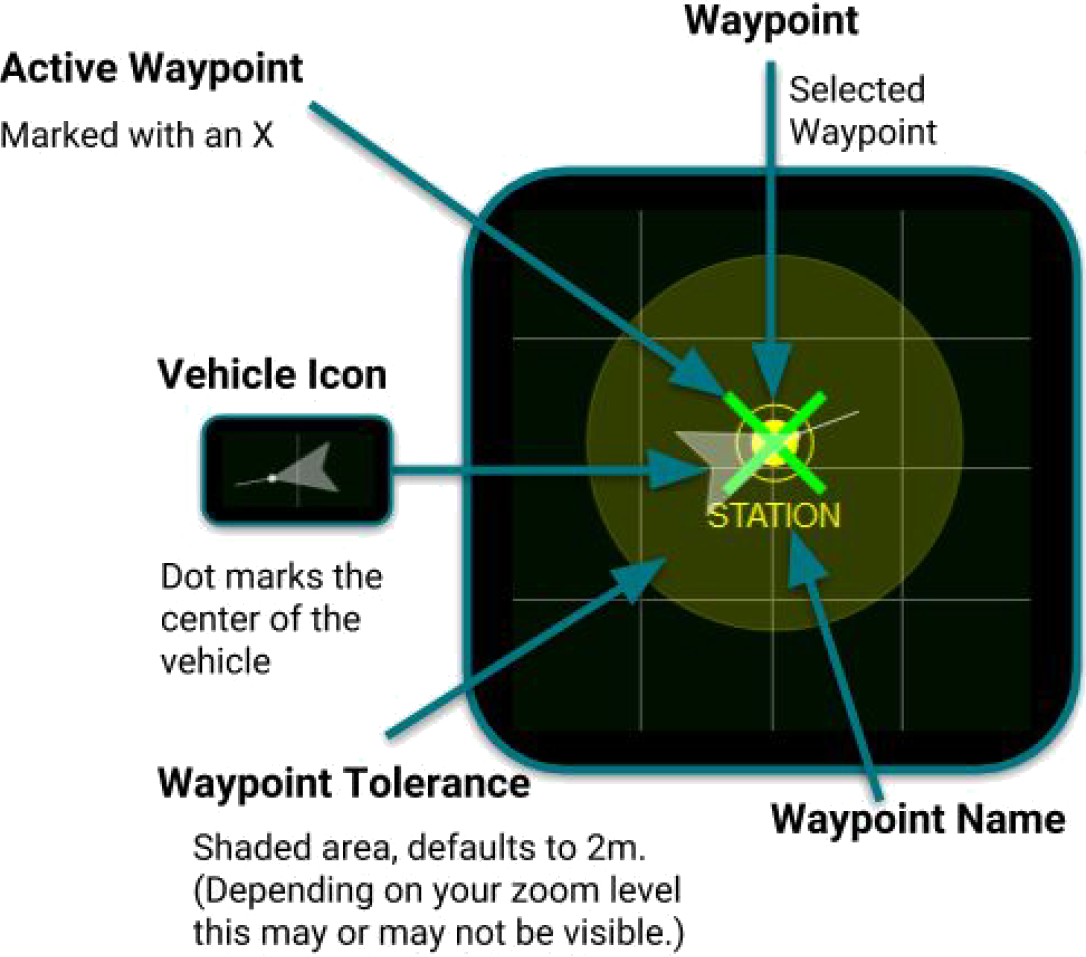 Waypoint
Selected
Waypoint
Active Waypoint
Marked with an X
Vehicle Icon
Dot marks the
center of the
vehicle
STATION
Waypoint Tolerance
Shaded area, defaults to 2m.
(Depending on your zoom level
this may or may not be visible.)
Waypoint Name